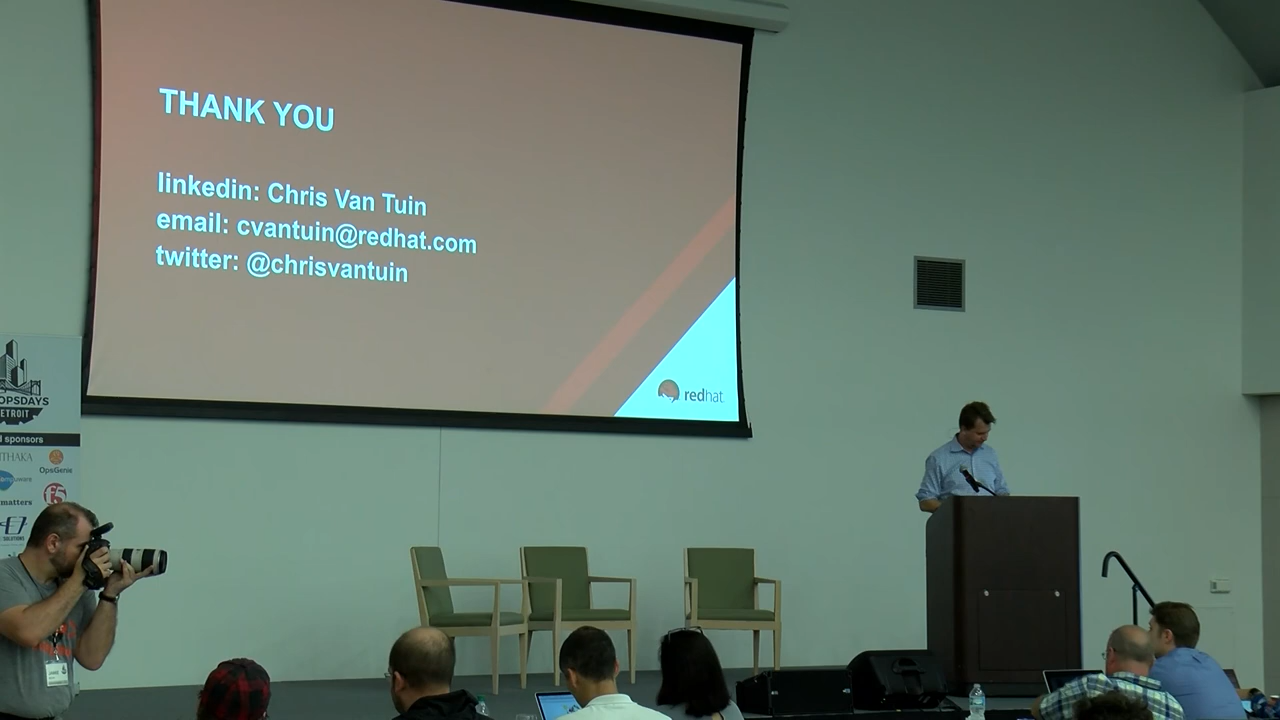 THANK YOU
linkedin: Chris Van Tuin
email: cvantuin@redhat.com
twitter: @chrisvantuin
redhat
OPSDAYS
ETROIT
sponsors
ITHAKA
OpsGenie
matters
SOLUTIONS